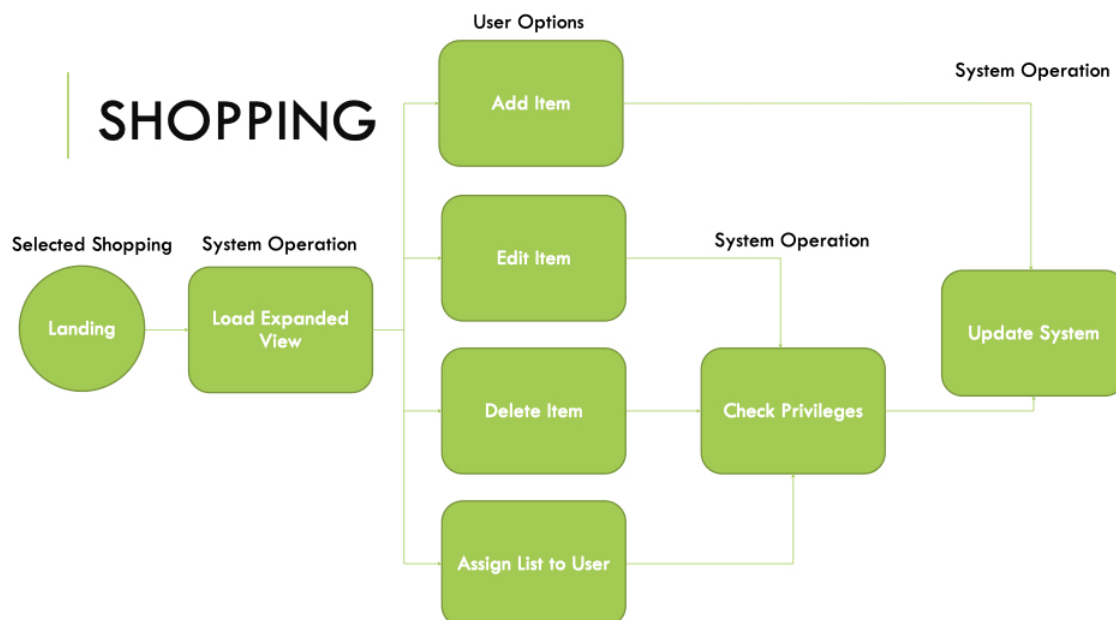 User Options
System Operation
SHOPPING
Add Item
Selected Shopping
System Operation
Edit Item
System Operation
Landing
Load Expanded
View
Update System
Delete Item
Check Privileges
Assign List to User